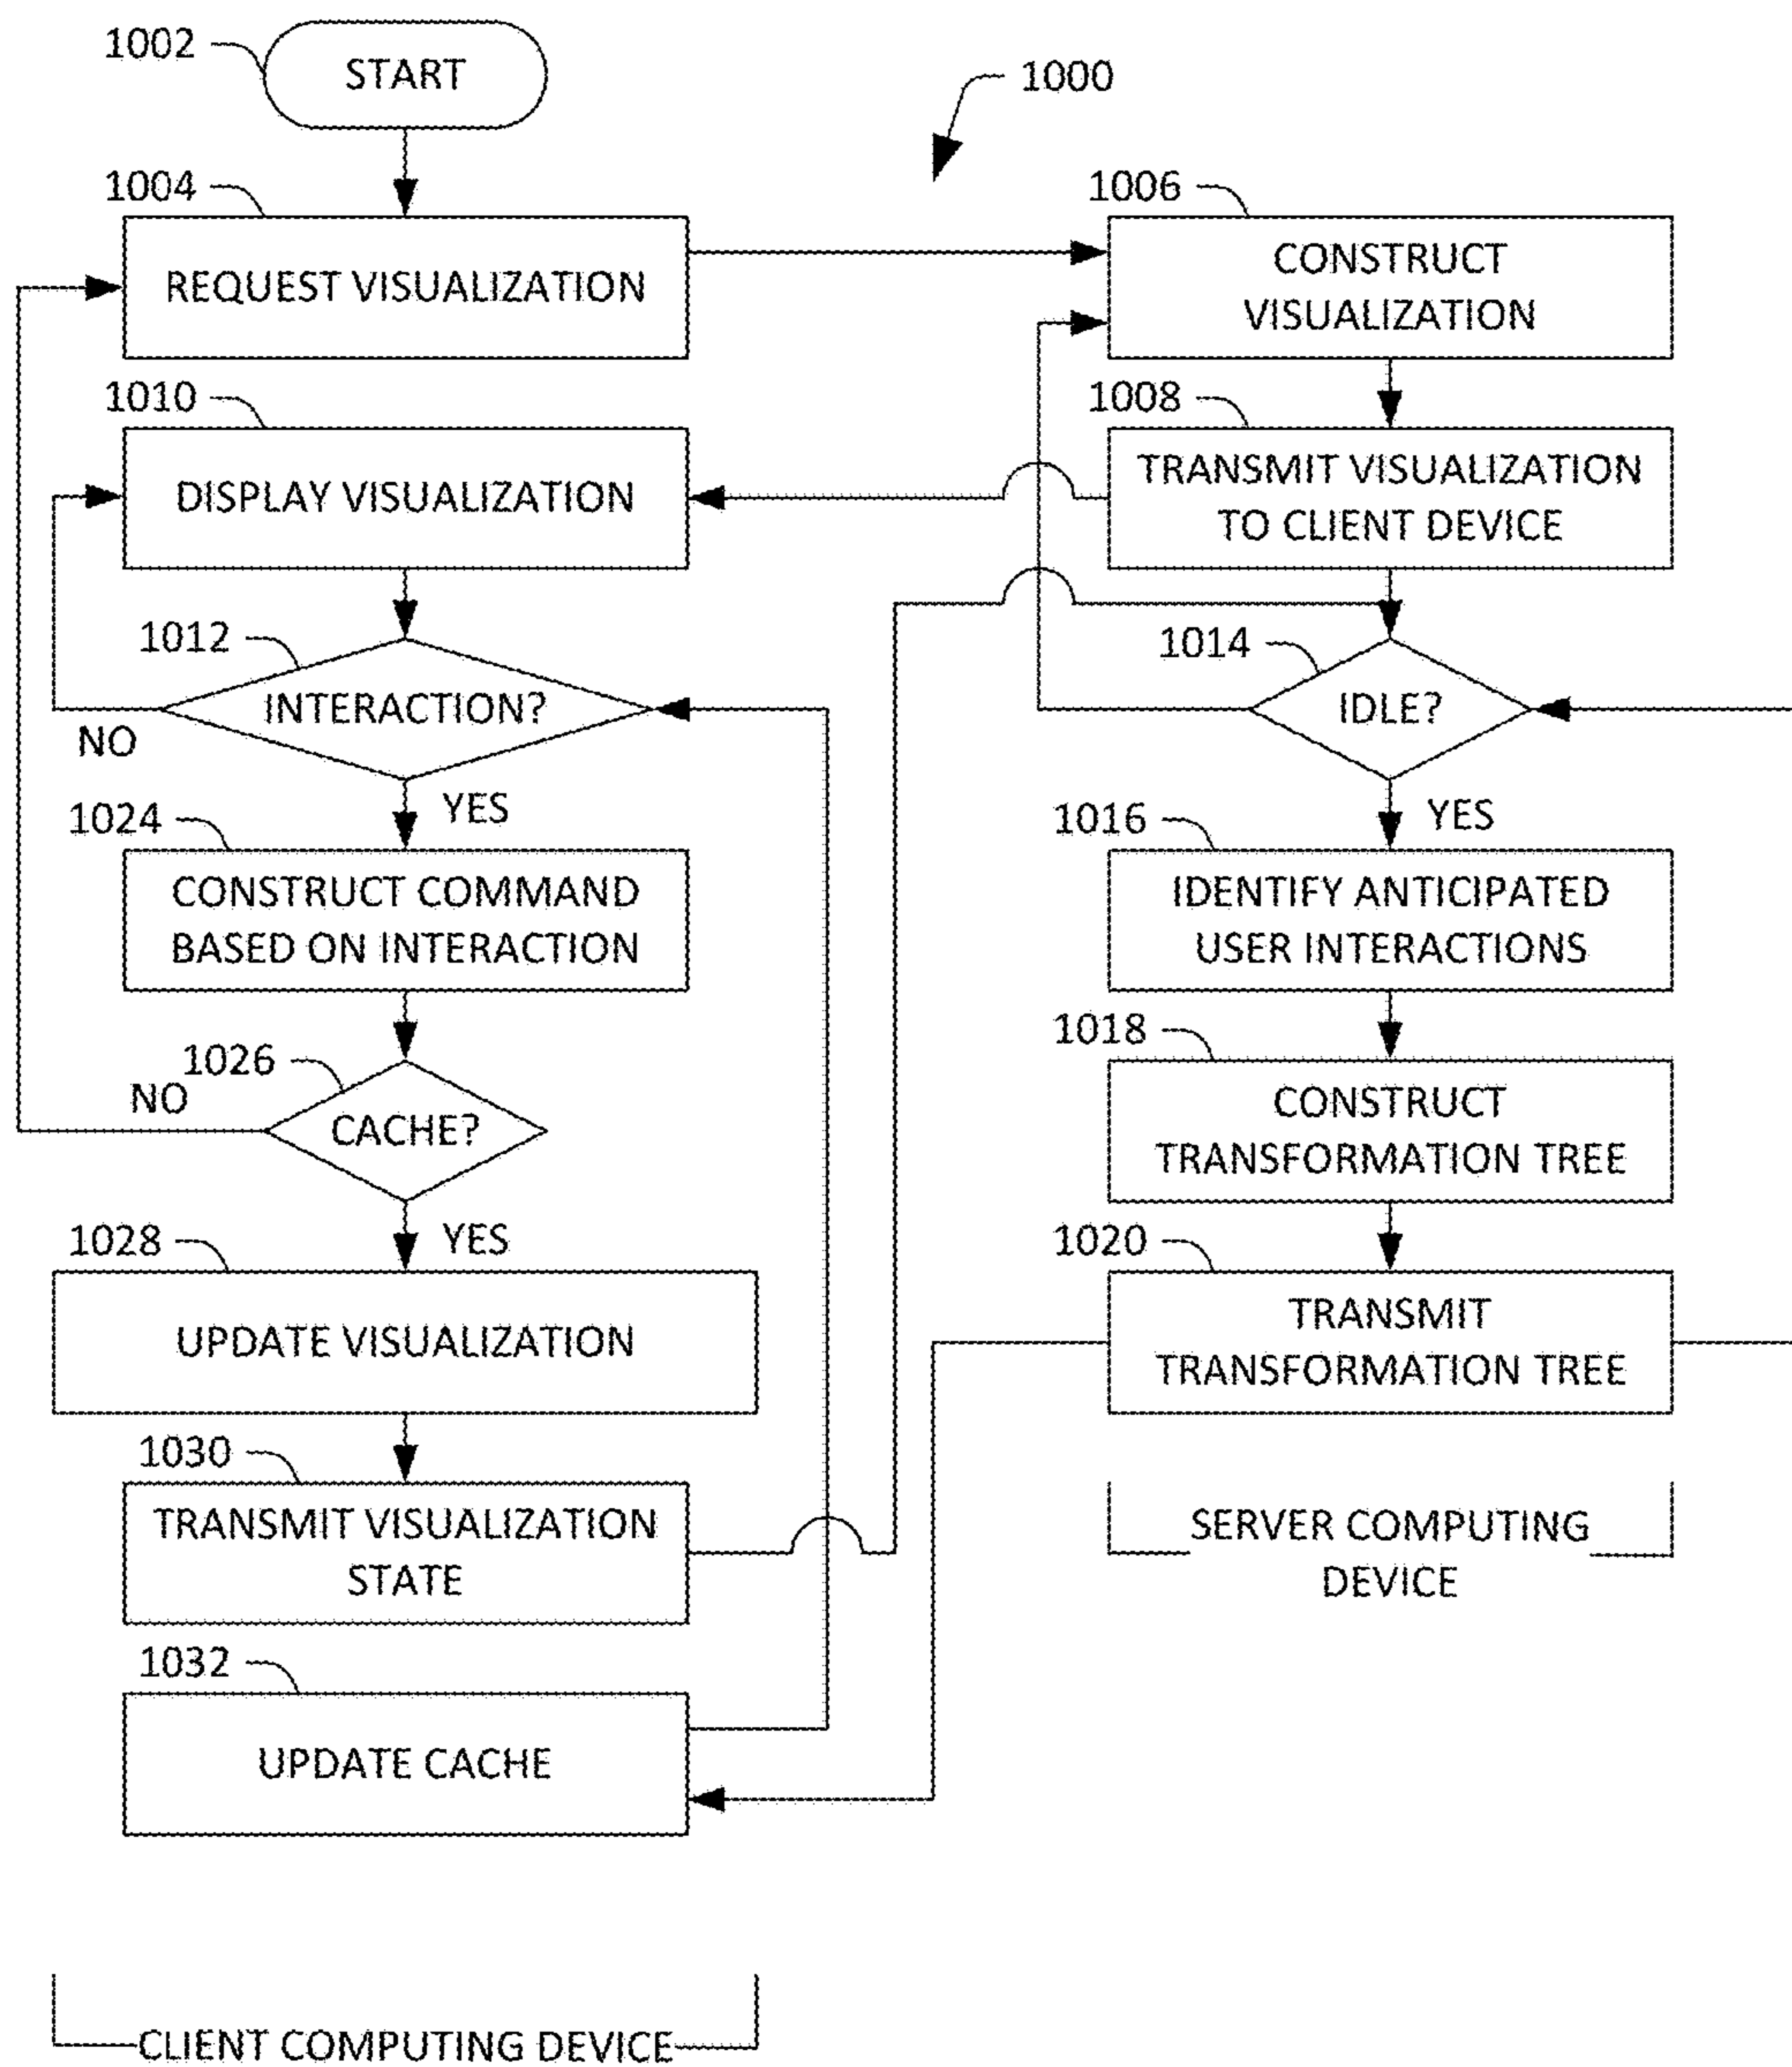 1002
START
1000
1004
REQUEST VISUALIZATION
1006
CONSTRUCT
VISUALIZATION
1010
DISPLAY VISUALIZATION
1008
TRANSMIT VISUALIZATION
TO CLIENT DEVICE
1012
INTERACTION?
NO
YES
1014
IDLE?
YES
1024
CONSTRUCT COMMAND
BASED ON INTERACTION
1016
IDENTIFY ANTICIPATED
USER INTERACTIONS
1026
CACHE?
NO
YES
1018
CONSTRUCT
TRANSFORMATION TREE
1028
UPDATE VISUALIZATION
1020
TRANSMIT
TRANSFORMATION TREE
1030
TRANSMIT VISUALIZATION
STATE
SERVER COMPUTING
DEVICE
1032
UPDATE CACHE
CLIENT COMPUTING DEVICE